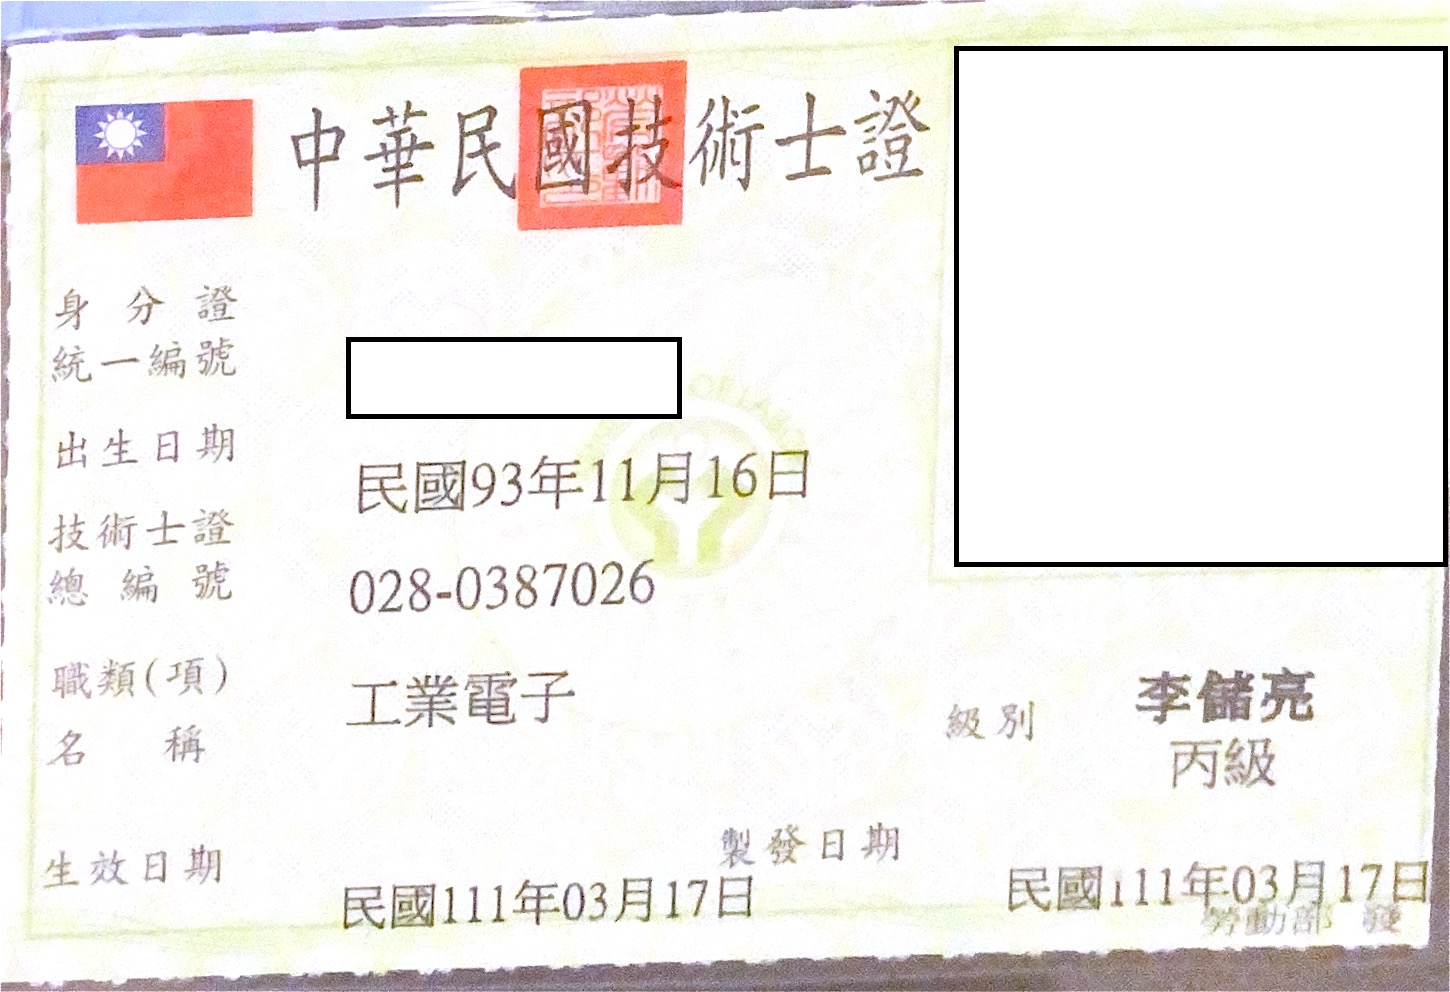 中華民國技術士證
身分證
統一編號
出生日期 民國93年11月16日
技術士證
總編號 028-0387026
職類(項)
名稱 工業電子
李儲亮
級別 丙級
生效日期 民國111年03月17日
製發日期 民國111年03月17日
勞動部 發